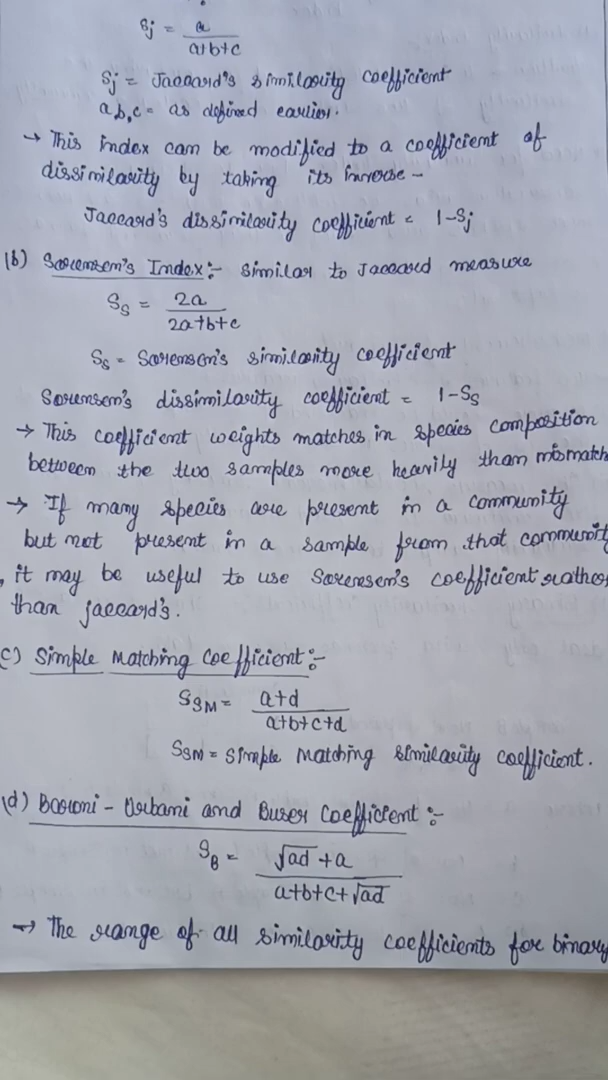 Sj = a / a+b+c
Sj = Jaccard's similarity coefficient
a,b,c = as defined earlier.
→ This index can be modified to a coefficient of
dissimilarity by taking its inverse -
Jaccard's dissimilarity coefficient = 1-Sj
(b) Sorensen's Index:- similar to Jaccard measure
Ss = 2a / 2a+b+c
Ss = Sorensen's similarity coefficient
Sorensen's dissimilarity coefficient = 1-Ss
→ This coefficient weights matches in species composition
between the two samples more heavily than mismatch
→ If many species are present in a community
but not present in a sample from that communit
, it may be useful to use Sorensen's coefficient rather
than jaccard's.
c) Simple Matching Coefficient:-
SSM = a+d / a+b+c+d
SSM = Simple Matching similarity coefficient.
(d) Baroni - Urbani and Buser Coefficient :-
SB = √ad + a / a+b+c+√ad
→ The range of all similarity coefficients for binary